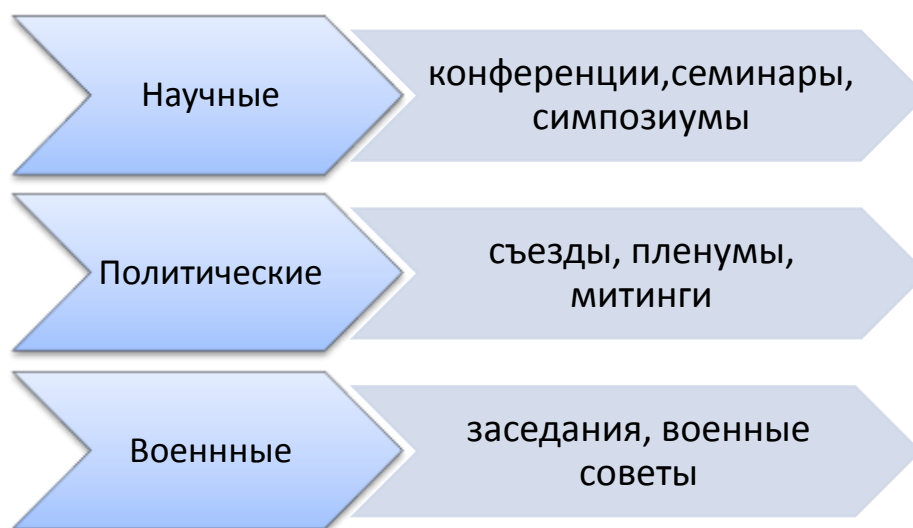 Научные
конференции,семинары,
симпозиумы
Политические
съезды, пленумы,
митинги
Военнные
заседания, военные
советы